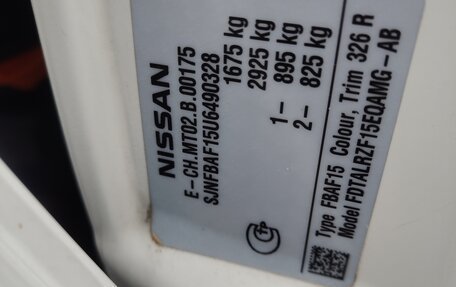 NISSAN
E-CH.MT02.B.00175
SJNFBAF15U6490328
1675 kg
2925 kg
1- 895 kg
2- 825 kg
Type FBAF15 Colour, Trim 326 R
Model FDTALRZF15EQAMG-AB